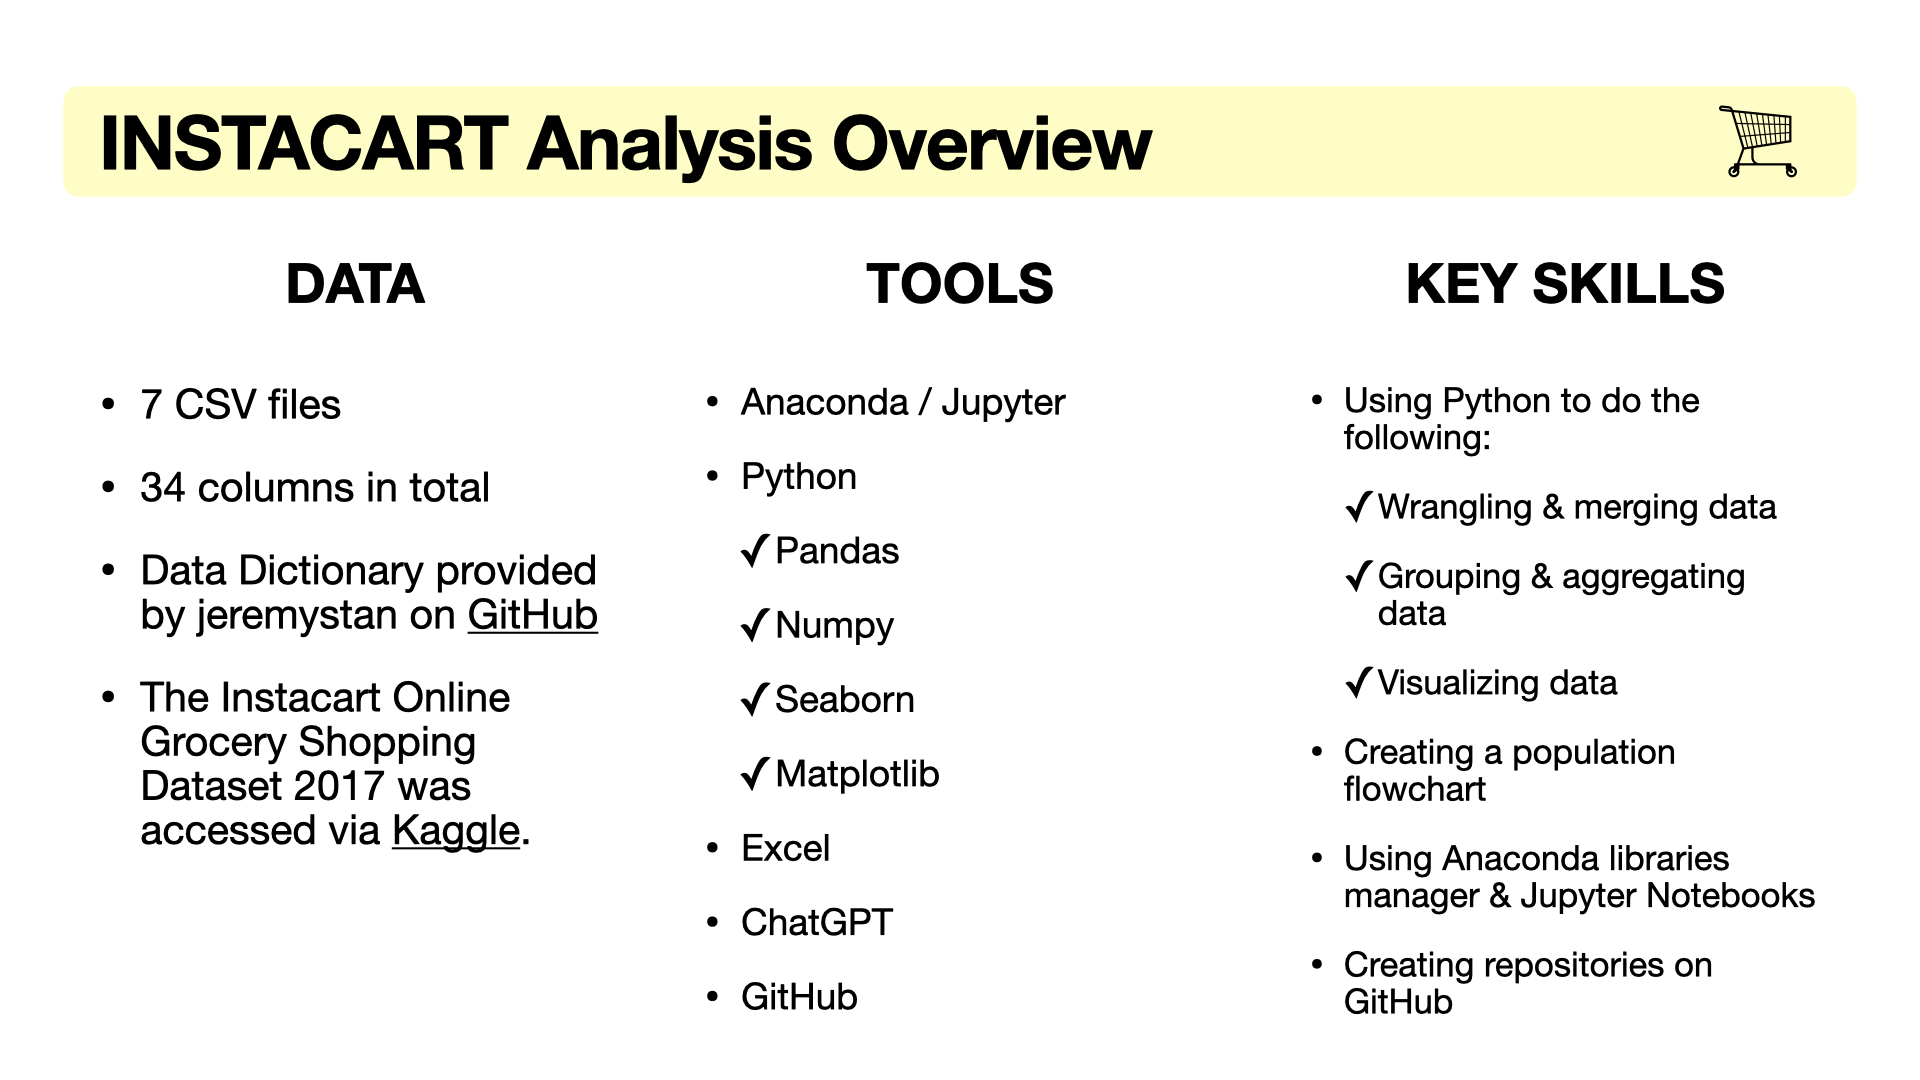 INSTACART Analysis Overview
DATA
• 7 CSV files
• 34 columns in total
• Data Dictionary provided
by jeremystan on GitHub
• The Instacart Online
Grocery Shopping
Dataset 2017 was
accessed via Kaggle.
TOOLS
• Anaconda / Jupyter
• Python
✓Pandas
✓Numpy
✓Seaborn
✓Matplotlib
• Excel
• ChatGPT
• GitHub
KEY SKILLS
• Using Python to do the
following:
✓Wrangling & merging data
✓Grouping & aggregating
data
✓Visualizing data
• Creating a population
flowchart
• Using Anaconda libraries
manager & Jupyter Notebooks
• Creating repositories on
GitHub